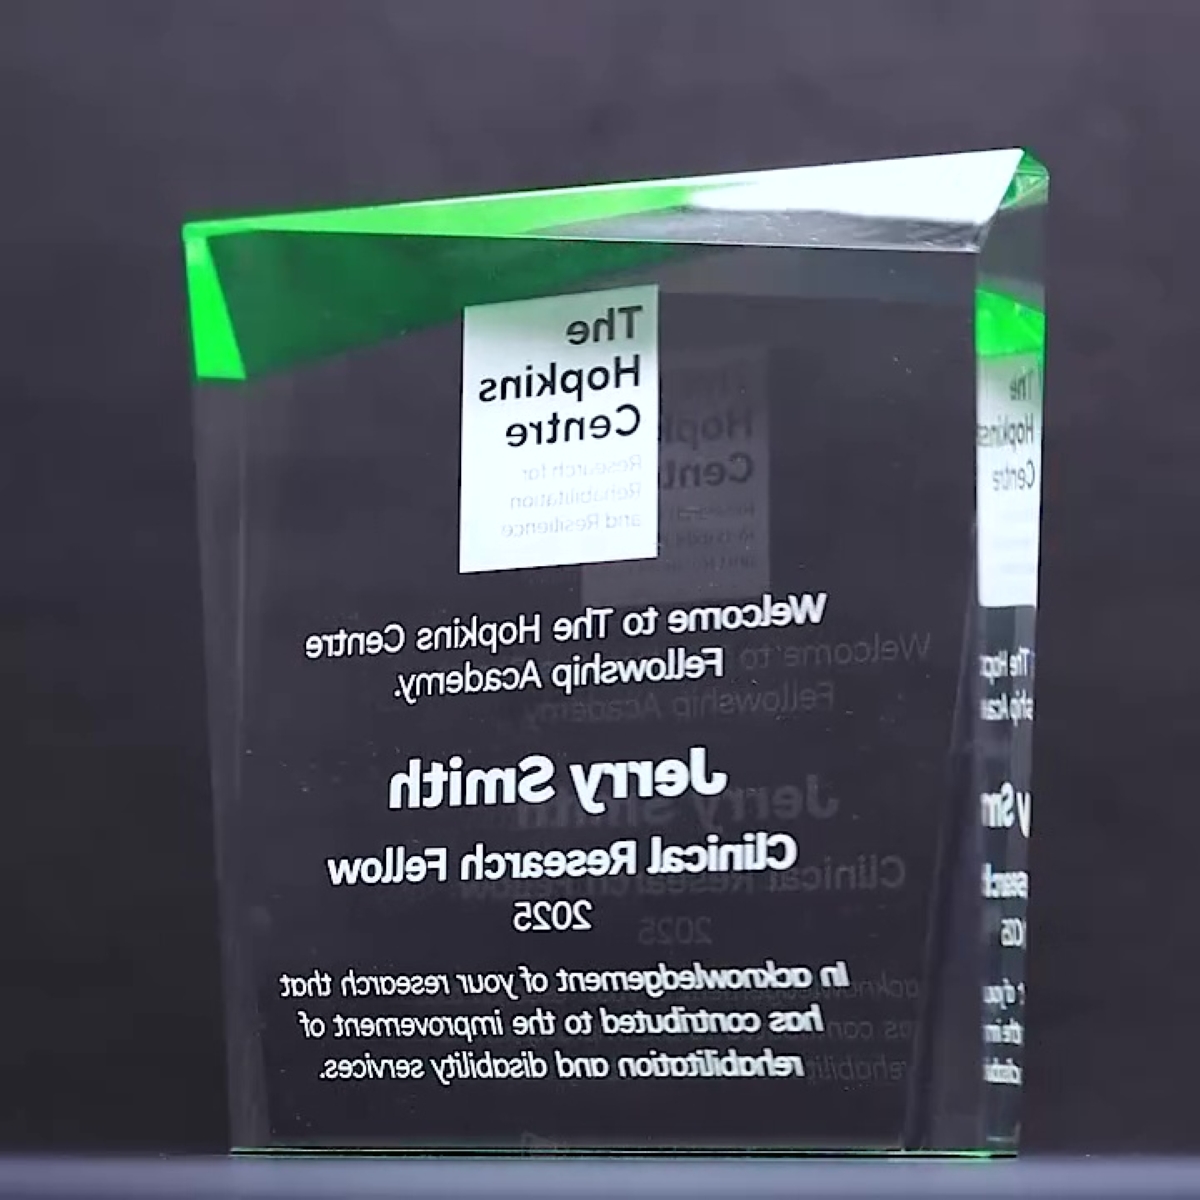 The
Hopkins
Centre
Research for
Rehabilitation
and Resilience
Welcome to The Hopkins Centre
Fellowship Academy.
Jerry Smith
Clinical Research Fellow
2025
In acknowledgement of your research that
has contributed to the improvement of
rehabilitation and disability services.